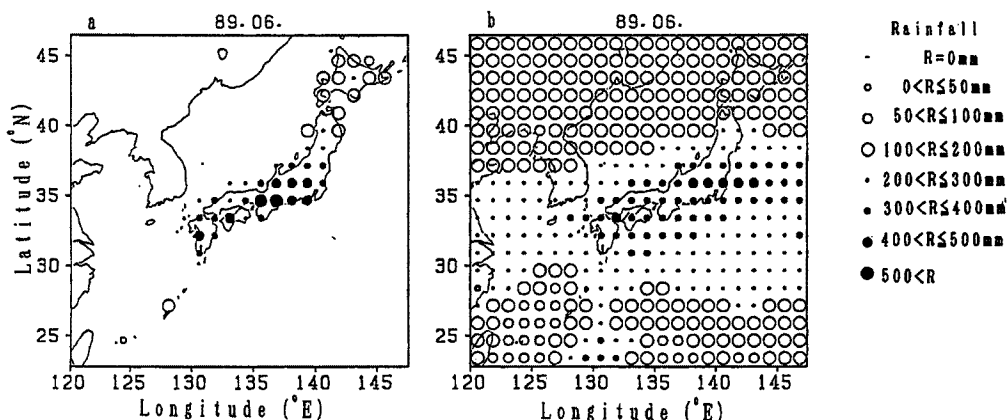 a 89.06.
Latitude (°N)
45
40
35
30
25
120 125 130 135 140 145
Longitude (°E)
b 89.06.
45
40
35
30
25
120 125 130 135 140 145
Longitude (°E)
Rainfall
R=0mm
0<R≦50mm
50<R≦100mm
100<R≦200mm
200<R≦300mm
300<R≦400mm
400<R≦500mm
500<R